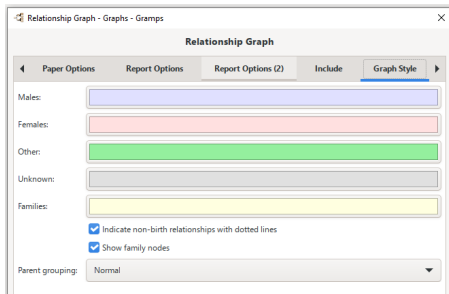 Relationship Graph - Graphs - Gramps
Relationship Graph
Paper Options Report Options Report Options (2) Include Graph Style
Males:
Females:
Other:
Unknown:
Families:
Indicate non-birth relationships with dotted lines
Show family nodes
Parent grouping: Normal